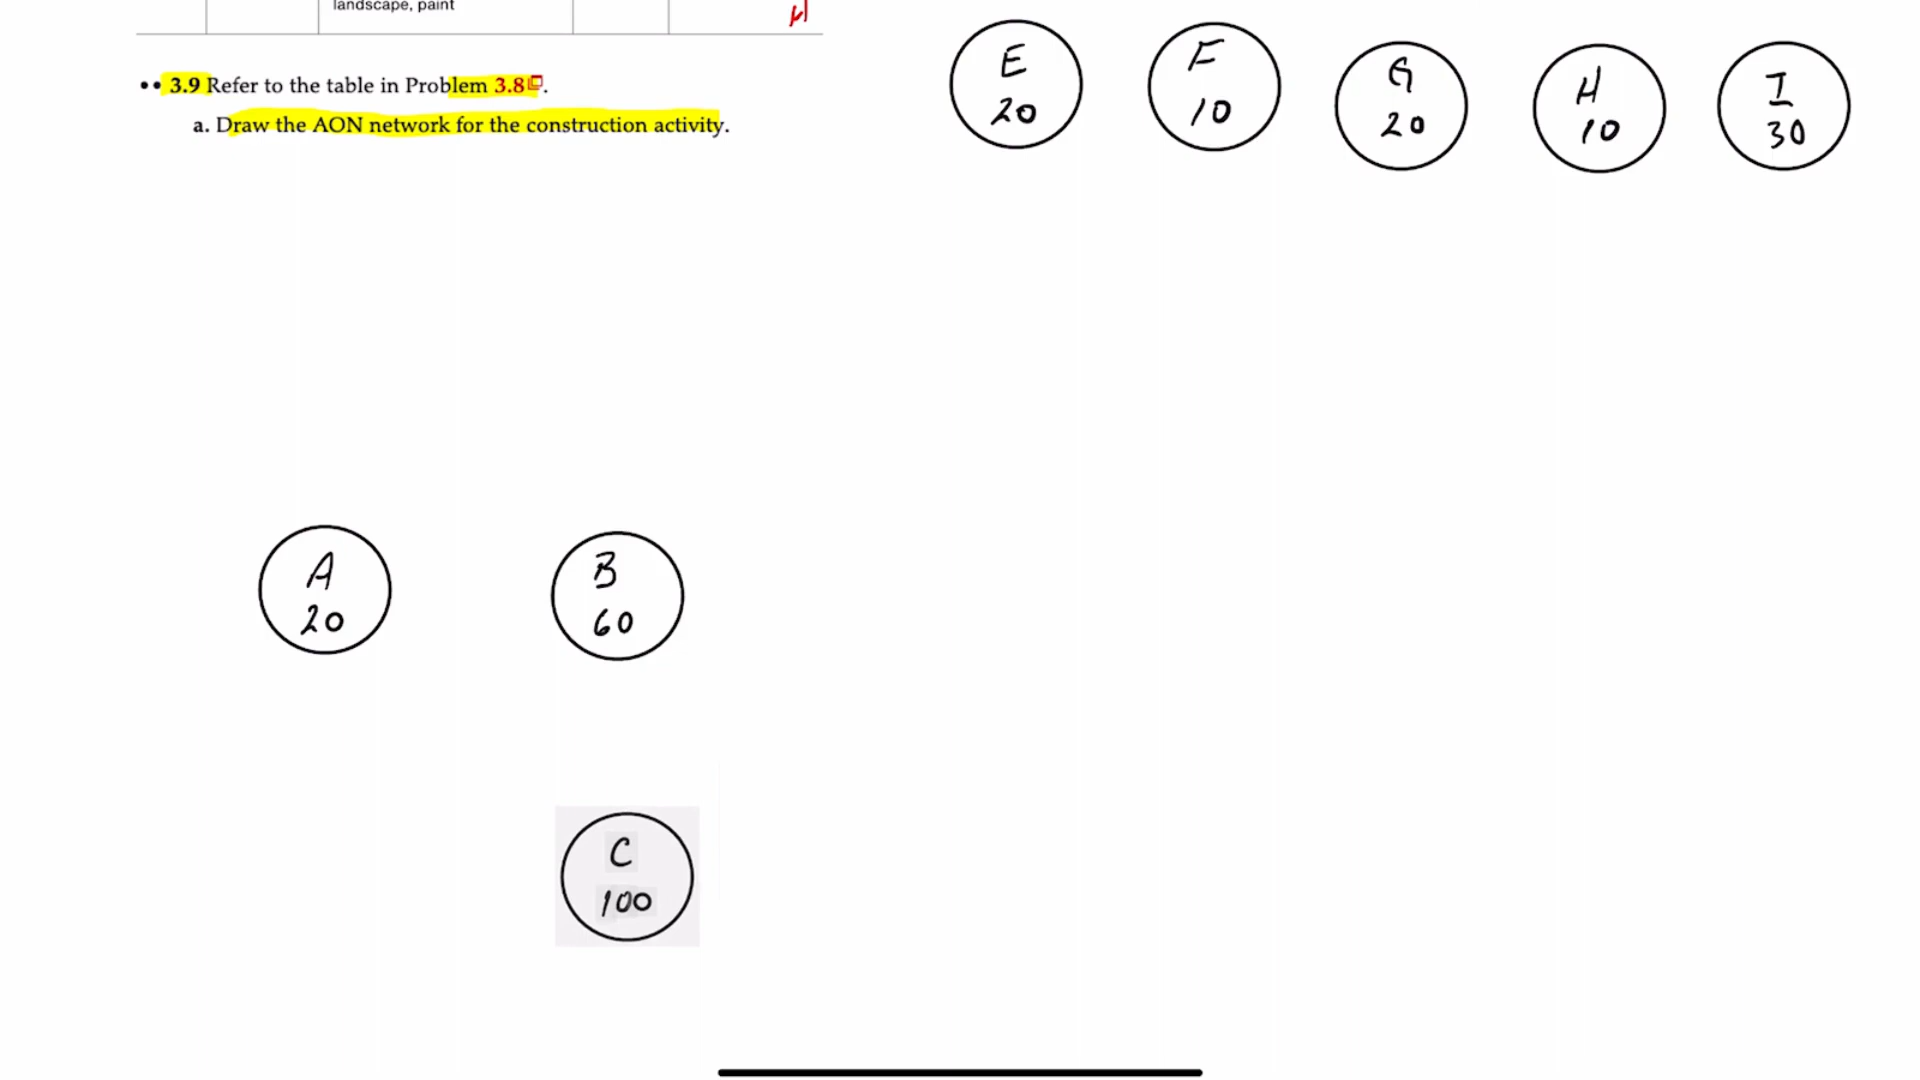 landscape, paint
H
•• 3.9 Refer to the table in Problem 3.8.
a. Draw the AON network for the construction activity.
E
20
F
10
G
20
H
10
I
30
A
20
B
60
C
100